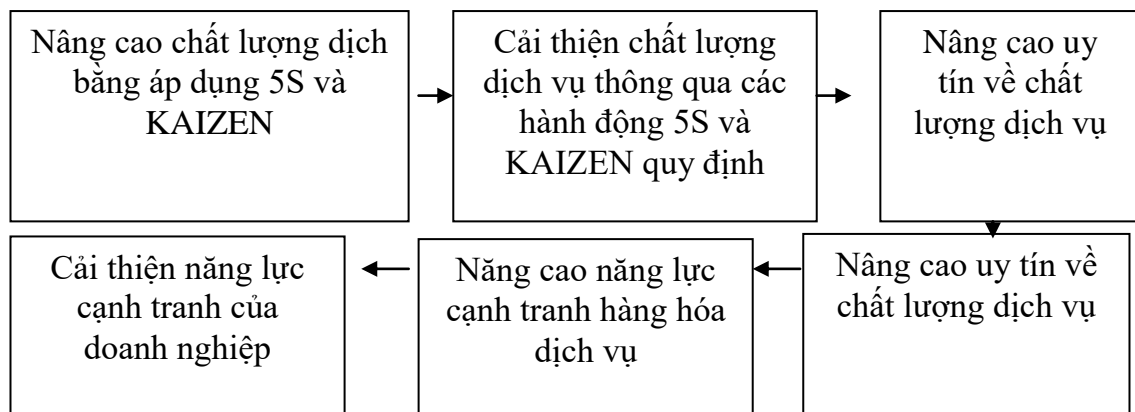 Nâng cao chất lượng dịch
bằng áp dụng 5S và
KAIZEN
Cải thiện chất lượng
dịch vụ thông qua các
hành động 5S và
KAIZEN quy định
Nâng cao uy
tín về chất
lượng dịch vụ
Nâng cao uy tín về
chất lượng dịch vụ
Năng cao năng lực
cạnh tranh hàng hóa
dịch vụ
Cải thiện năng lực
cạnh tranh của
doanh nghiệp